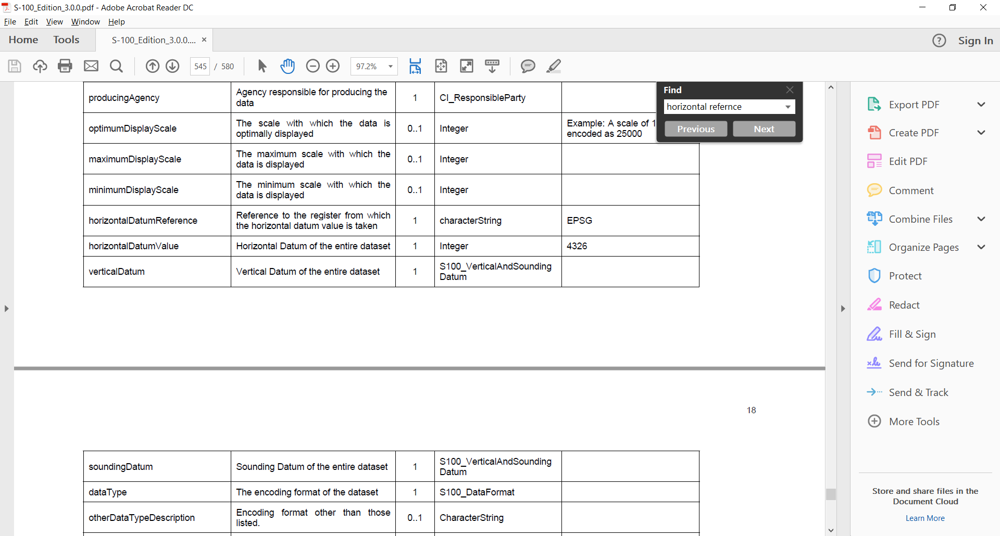 S-100_Edition_3.0.0.pdf - Adobe Acrobat Reader DC
File Edit View Window Help
Home Tools S-100_Edition_3.0.0.... × Sign In
545 / 580 97.2%
producingAgency Agency responsible for producing the 1 CI_ResponsibleParty
data
optimumDisplayScale The scale with which the data is 0..1 Integer Example: A scale of 1
optimally displayed encoded as 25000
maximumDisplayScale The maximum scale with which the 0..1 Integer
data is displayed
minimumDisplayScale The minimum scale with which the 0..1 Integer
data is displayed
horizontalDatumReference Reference to the register from which 1 characterString EPSG
the horizontal datum value is taken
horizontalDatumValue Horizontal Datum of the entire dataset 1 Integer 4326
verticalDatum Vertical Datum of the entire dataset 1 S100_VerticalAndSounding
Datum
18
soundingDatum Sounding Datum of the entire dataset 1 S100_VerticalAndSounding
Datum
dataType The encoding format of the dataset 1 S100_DataFormat
otherDataTypeDescription Encoding format other than those 0..1 CharacterString
listed.
Find
horizontal refernce
Previous Next
Export PDF
Create PDF
Edit PDF
Comment
Combine Files
Organize Pages
Protect
Redact
Fill & Sign
Send for Signature
Send & Track
More Tools
Store and share files in the
Document Cloud
Learn More